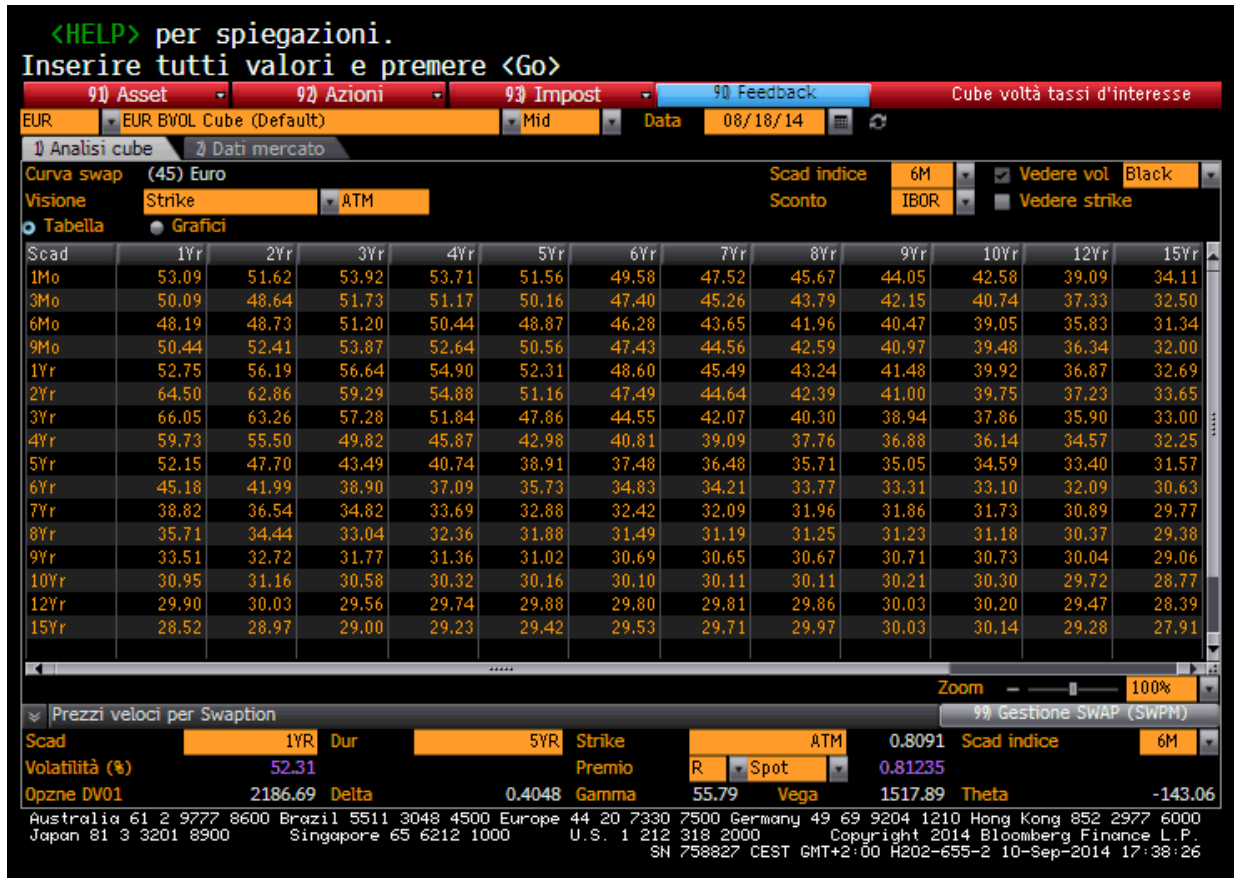 <HELP> per spiegazioni.
Inserire tutti valori e premere <Go>
91) Asset 92) Azioni 93) Impost 90) Feedback Cube voltà tassi d'interesse
EUR EUR BVOL Cube (Default) Mid Data 08/18/14
1) Analisi cube 2) Dati mercato
Curva swap (45) Euro Scad indice 6M Vedere vol Black
Visione Strike ATM Sconto IBOR Vedere strike
Tabella Grafici
Scad 1Yr 2Yr 3Yr 4Yr 5Yr 6Yr 7Yr 8Yr 9Yr 10Yr 12Yr 15Yr
1Mo 53.09 51.62 53.92 53.71 51.56 49.58 47.52 45.67 44.05 42.58 39.09 34.11
3Mo 50.09 48.64 51.73 51.17 50.16 47.40 45.26 43.79 42.15 40.74 37.33 32.50
6Mo 48.19 48.73 51.20 50.44 48.87 46.28 43.65 41.96 40.47 39.05 35.83 31.34
9Mo 50.44 52.41 53.87 52.64 50.56 47.43 44.56 42.59 40.97 39.48 36.34 32.00
1Yr 52.75 56.19 56.64 54.90 52.31 48.60 45.49 43.24 41.48 39.92 36.87 32.69
2Yr 64.50 62.86 59.29 54.88 51.16 47.49 44.64 42.39 41.00 39.75 37.23 33.65
3Yr 66.05 63.26 57.28 51.84 47.86 44.55 42.07 40.30 38.94 37.86 35.90 33.00
4Yr 59.73 55.50 49.82 45.87 42.98 40.81 39.09 37.76 36.88 36.14 34.57 32.25
5Yr 52.15 47.70 43.49 40.74 38.91 37.48 36.48 35.71 35.05 34.59 33.40 31.57
6Yr 45.18 41.99 38.90 37.09 35.73 34.83 34.21 33.77 33.31 33.10 32.09 30.63
7Yr 38.82 36.54 34.82 33.69 32.88 32.42 32.09 31.96 31.86 31.73 30.89 29.77
8Yr 35.71 34.44 33.04 32.36 31.88 31.49 31.19 31.25 31.23 31.18 30.37 29.38
9Yr 33.51 32.72 31.77 31.36 31.02 30.69 30.65 30.67 30.71 30.73 30.04 29.06
10Yr 30.95 31.16 30.58 30.32 30.16 30.10 30.11 30.11 30.21 30.30 29.72 28.77
12Yr 29.90 30.03 29.56 29.74 29.88 29.80 29.81 29.86 30.03 30.20 29.47 28.39
15Yr 28.52 28.97 29.00 29.23 29.42 29.53 29.71 29.97 30.03 30.14 29.28 27.91
Zoom 100%
Prezzi veloci per Swaption 99) Gestione SWAP (SWPM)
Scad 1YR Dur 5YR Strike ATM 0.8091 Scad indice 6M
Volatilità (%) 52.31 Premio R Spot 0.81235
Opzne DV01 2186.69 Delta 0.4048 Gamma 55.79 Vega 1517.89 Theta -143.06
Australia 61 2 9777 8600 Brazil 5511 3048 4500 Europe 44 20 7330 7500 Germany 49 69 9204 1210 Hong Kong 852 2977 6000
Japan 81 3 3201 8900 Singapore 65 6212 1000 U.S. 1 212 318 2000 Copyright 2014 Bloomberg Finance L.P.
SN 758827 CEST GMT+2:00 H202-655-2 10-Sep-2014 17:38:26